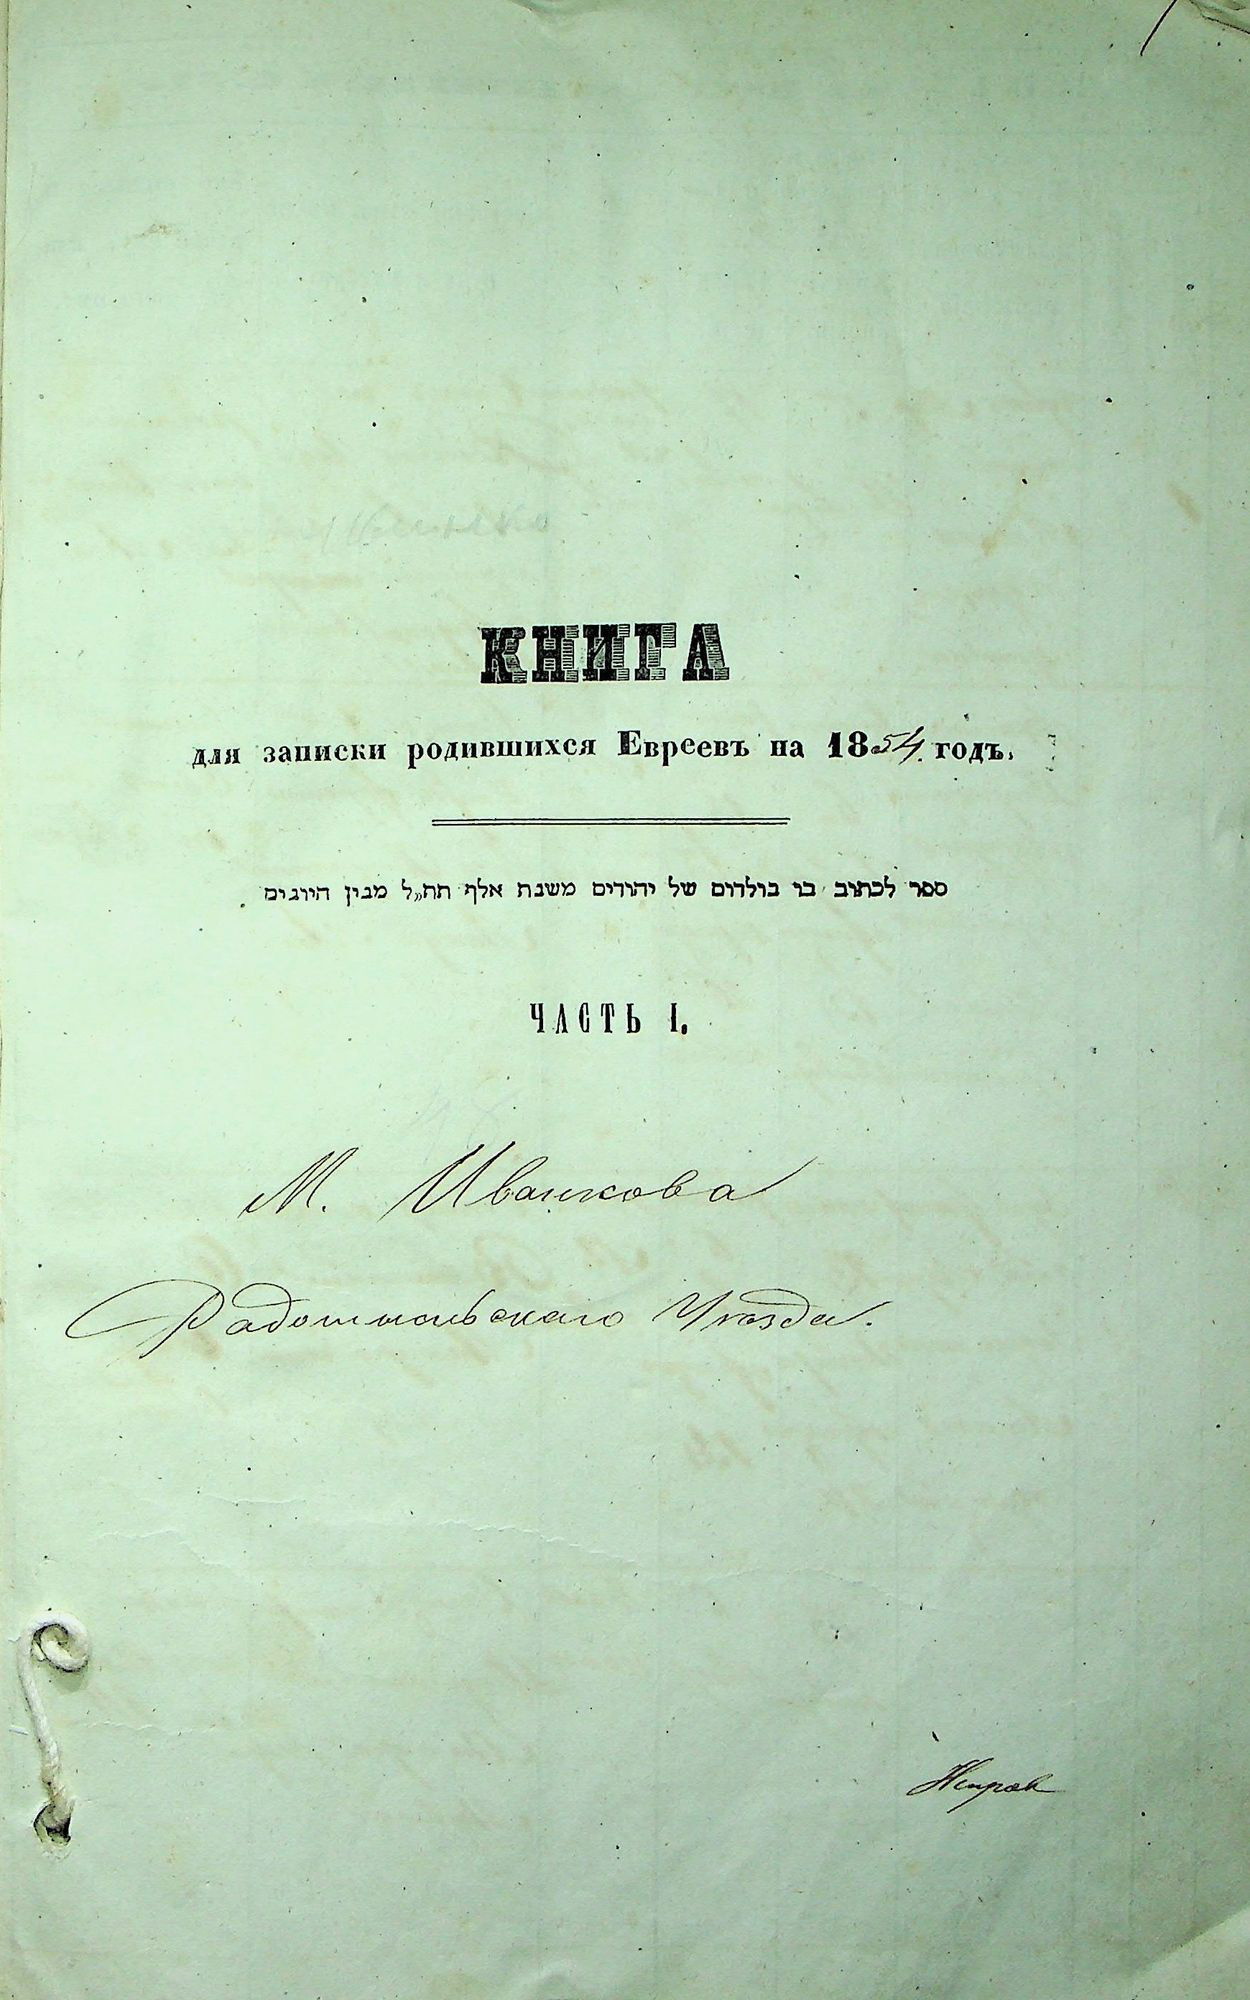 КНИГА
для записки родившихся Евреевъ на 1854. годъ.
ספר לכתוב בו בולדים של יהודים משנת אלף תת״ל מבין היוגים
ЧАСТЬ I.
М. Иванкова
Радомысльскаго Уѣзда.